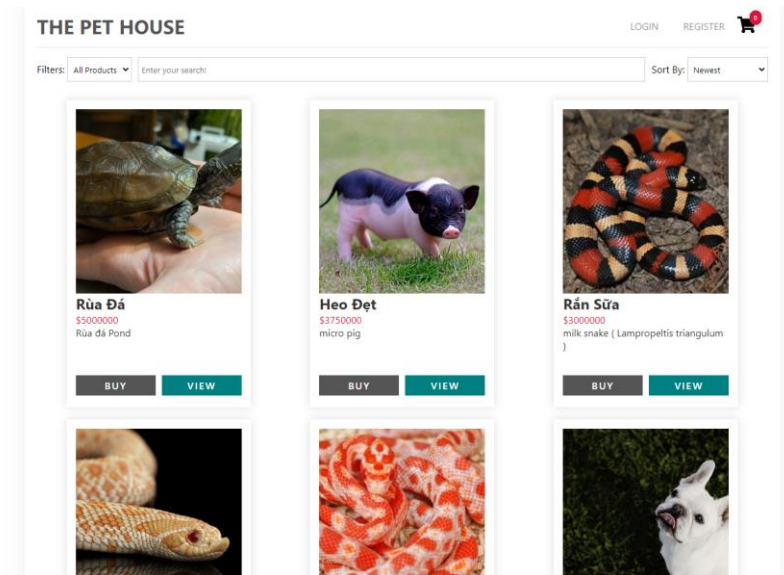 THE PET HOUSE
LOGIN REGISTER 0
Filters: All Products Enter your search! Sort By: Newest
Rùa Đá
$5000000
Rùa đá Pond
BUY VIEW
Heo Đẹt
$3750000
micro pig
BUY VIEW
Rắn Sữa
$3000000
milk snake ( Lampropeltis triangulum
)
BUY VIEW